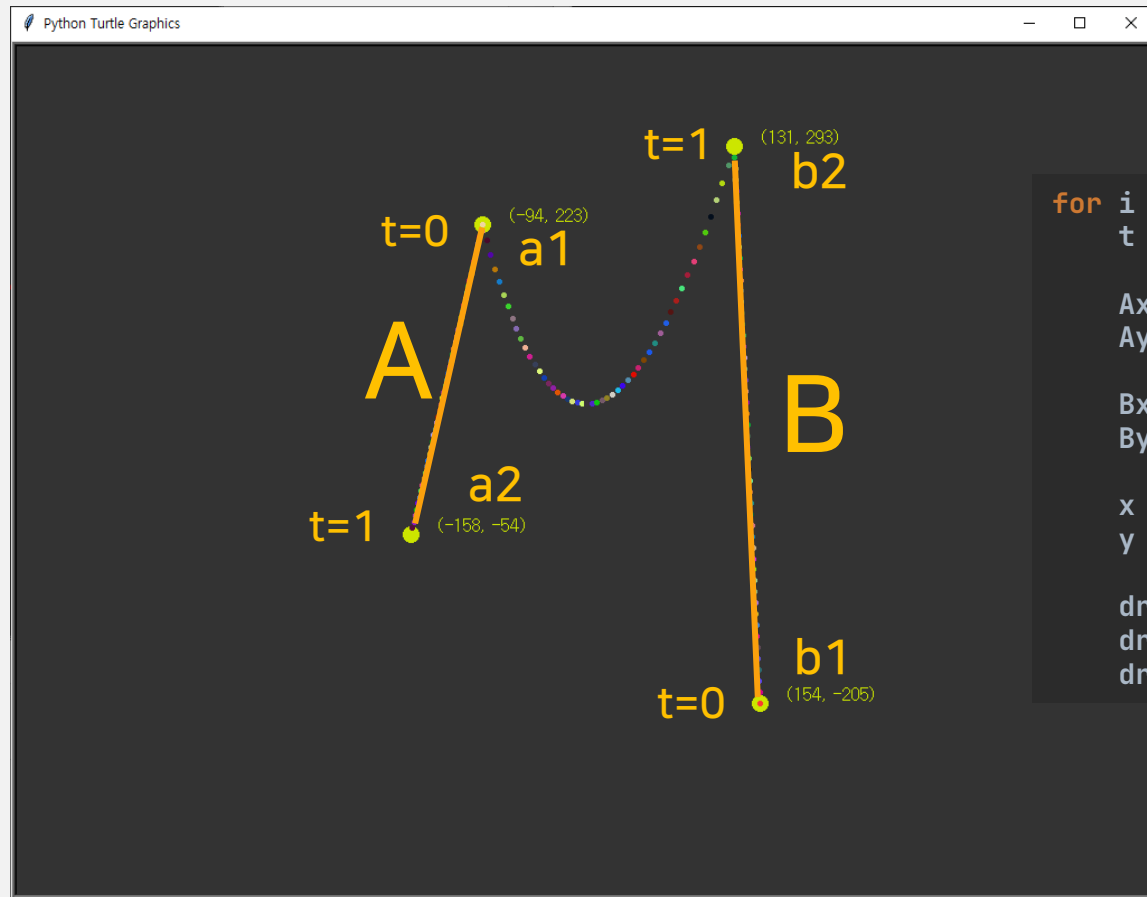 Python Turtle Graphics
t=1
(131, 293)
b2
t=0
(-94, 223)
a1
A
B
a2
t=1
(-158, -54)
b1
t=0
(154, -205)
for i
t
Ax
Ay
Bx
By
x
y
dr
dr
dr